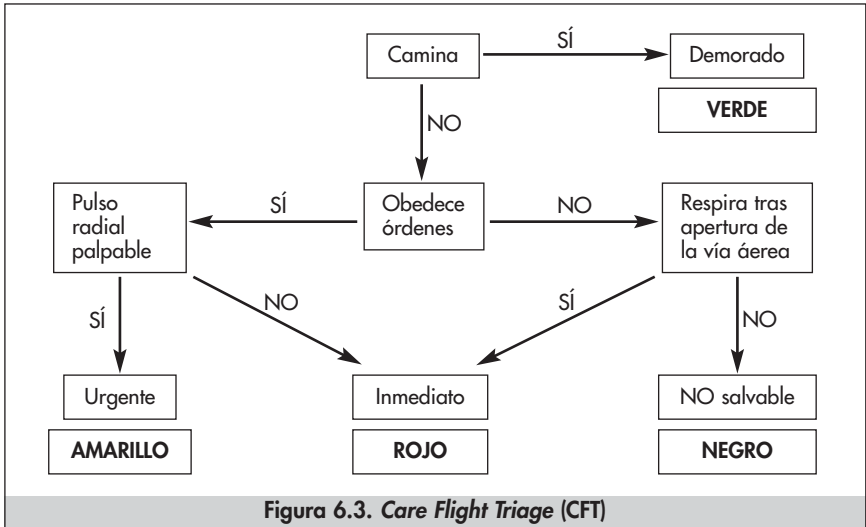 Camina
SÍ
Demorado
VERDE
NO
Pulso
radial
palpable
SÍ
Obedece
órdenes
NO
Respira tras
apertura de
la vía áerea
SÍ
NO
SÍ
NO
Urgente
AMARILLO
Inmediato
ROJO
NO salvable
NEGRO
Figura 6.3. Care Flight Triage (CFT)